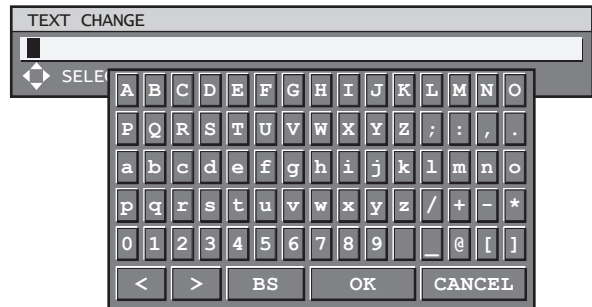 TEXT CHANGE
SELEC
A B C D E F G H I J K L M N O
P Q R S T U V W X Y Z ; : , .
a b c d e f g h i j k l m n o
p q r s t u v w x y z / + - *
0 1 2 3 4 5 6 7 8 9 _ @ [ ]
< > BS OK CANCEL